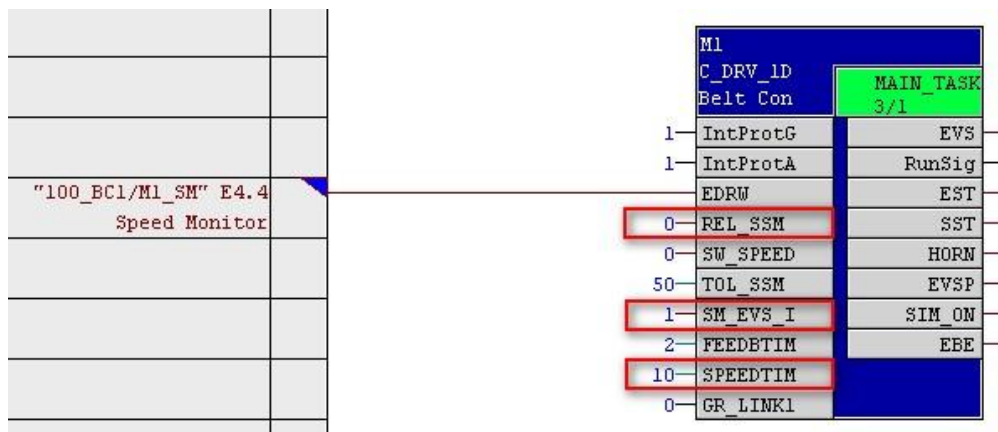 M1
C_DRV_1D
Belt Con
MAIN_TASK
3/1
1 IntProtG EVS
1 IntProtA RunSig
"100_BC1/M1_SM" E4.4
Speed Monitor
EDRW EST
0 REL_SSM SST
0 SW_SPEED HORN
50 TOL_SSM EVSP
1 SM_EVS_I SIM_ON
2 FEEDBTIM EBE
10 SPEEDTIM
0 GR_LINK1